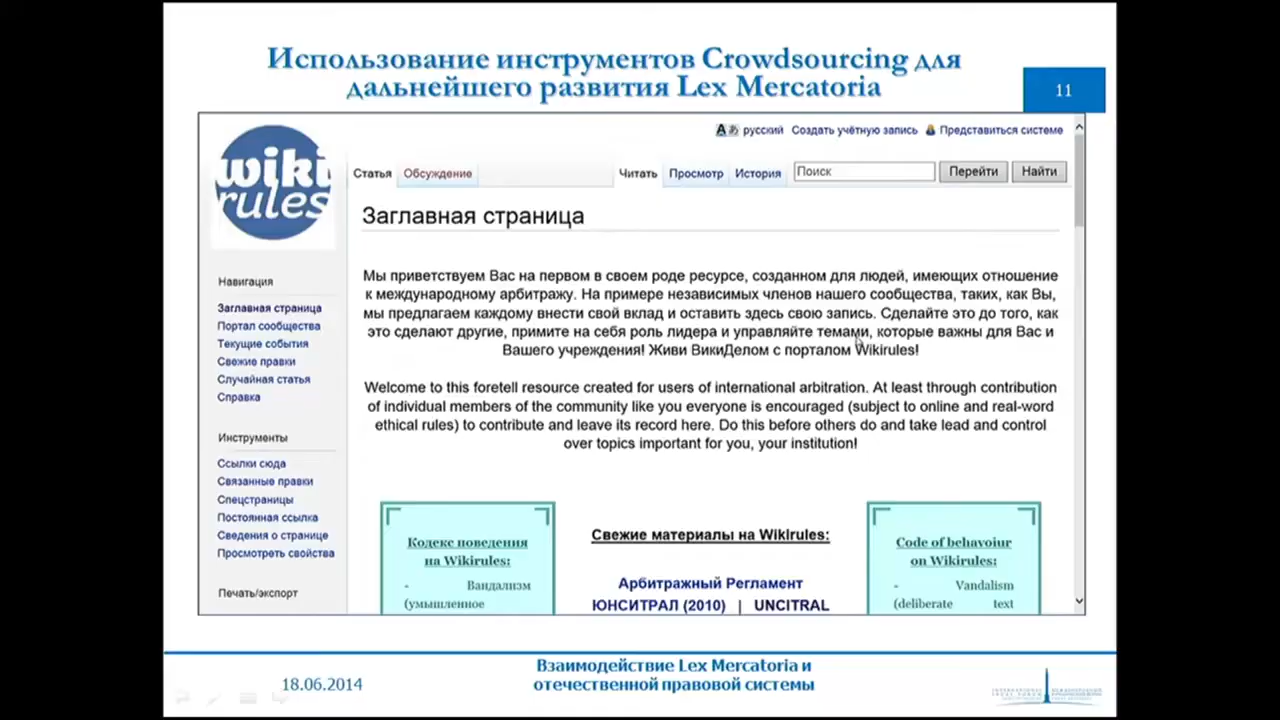 Использование инструментов Crowdsourcing для
дальнейшего развития Lex Mercatoria
11
wiki
rules
русский Создать учётную запись Представиться системе
Статья Обсуждение Читать Просмотр История Поиск Перейти Найти
Заглавная страница
Мы приветствуем Вас на первом в своем роде ресурсе, созданном для людей, имеющих отношение
к международному арбитражу. На примере независимых членов нашего сообщества, таких, как Вы,
мы предлагаем каждому внести свой вклад и оставить здесь свою запись. Сделайте это до того, как
это сделают другие, примите на себя роль лидера и управляйте темами, которые важны для Вас и
Вашего учреждения! Живи ВикиДелом с порталом Wikirules!
Welcome to this foretell resource created for users of international arbitration. At least through contribution
of individual members of the community like you everyone is encouraged (subject to online and real-word
ethical rules) to contribute and leave its record here. Do this before others do and take lead and control
over topics important for you, your institution!
Навигация
Заглавная страница
Портал сообщества
Текущие события
Свежие правки
Случайная статья
Справка
Инструменты
Ссылки сюда
Связанные правки
Спецстраницы
Постоянная ссылка
Сведения о странице
Просмотреть свойства
Печать/экспорт
Кодекс поведения
на Wikirules:
- Вандализм
(умышленное
Свежие материалы на Wikirules:
Арбитражный Регламент
ЮНСИТРАЛ (2010) | UNCITRAL
Code of behavoiur
on Wikirules:
- Vandalism
(deliberate text
18.06.2014
Взаимодействие Lex Mercatoria и
отечественной правовой системы